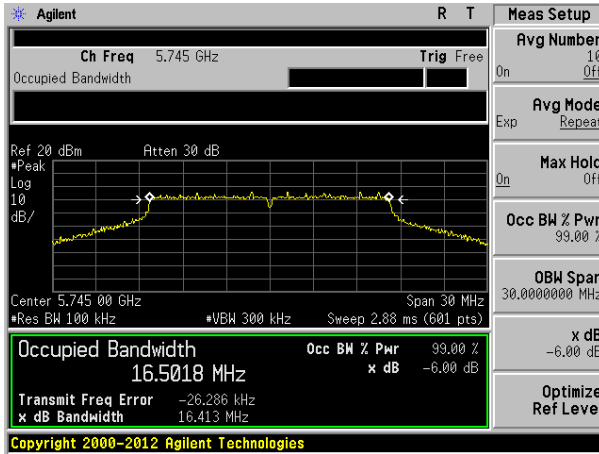 Agilent R T
Ch Freq 5.745 GHz Trig Free
Occupied Bandwidth
Ref 20 dBm Atten 30 dB
#Peak
Log
10
dB/
Center 5.745 00 GHz Span 30 MHz
#Res BW 100 kHz #VBW 300 kHz Sweep 2.88 ms (601 pts)
Occupied Bandwidth Occ BW % Pwr 99.00 %
16.5018 MHz x dB -6.00 dB
Transmit Freq Error -26.286 kHz
x dB Bandwidth 16.413 MHz
Copyright 2000-2012 Agilent Technologies
Meas Setup
Avg Number
10
On Off
Avg Mode
Exp Repeat
Max Hold
On Off
Occ BW % Pwr
99.00 %
OBW Span
30.0000000 MHz
x dB
-6.00 dB
Optimize
Ref Level